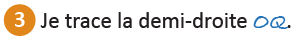 3 Je trace la demi-droite OQ.